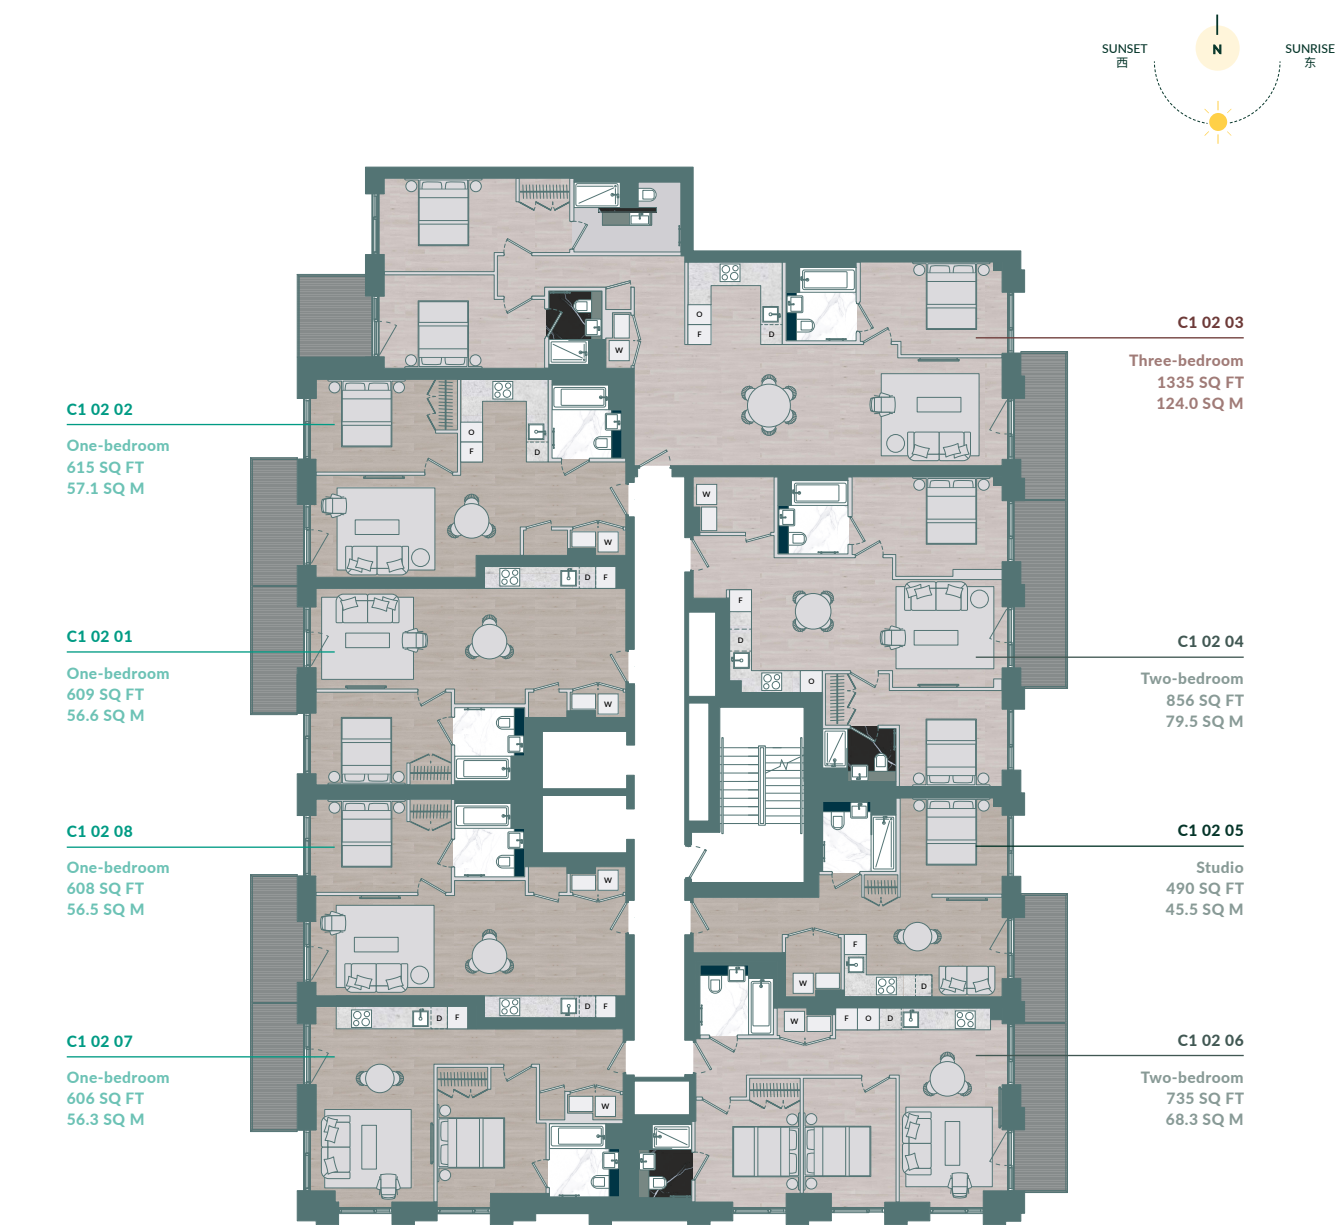 N
SUNSET
西
SUNRISE
东
C1 02 03
Three-bedroom
1335 SQ FT
124.0 SQ M
C1 02 02
One-bedroom
615 SQ FT
57.1 SQ M
C1 02 01
One-bedroom
609 SQ FT
56.6 SQ M
C1 02 04
Two-bedroom
856 SQ FT
79.5 SQ M
C1 02 08
One-bedroom
608 SQ FT
56.5 SQ M
C1 02 05
Studio
490 SQ FT
45.5 SQ M
C1 02 07
One-bedroom
606 SQ FT
56.3 SQ M
C1 02 06
Two-bedroom
735 SQ FT
68.3 SQ M
O
F
D
W
O
F
D
W
D F
W
W
F
D
O
W
D F
F
W
D
D F
W
W
F O D